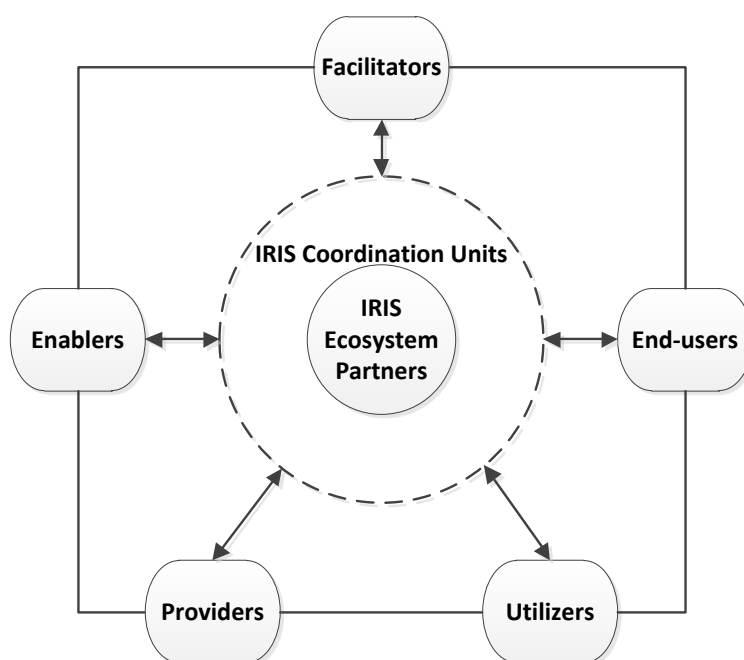 Facilitators
IRIS Coordination Units
IRIS
Ecosystem
Partners
Enablers
End-users
Providers
Utilizers